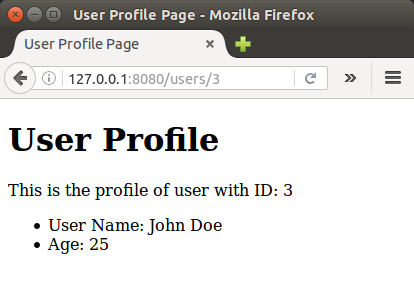 User Profile Page - Mozilla Firefox
User Profile Page
127.0.0.1:8080/users/3
User Profile
This is the profile of user with ID: 3
User Name: John Doe
Age: 25